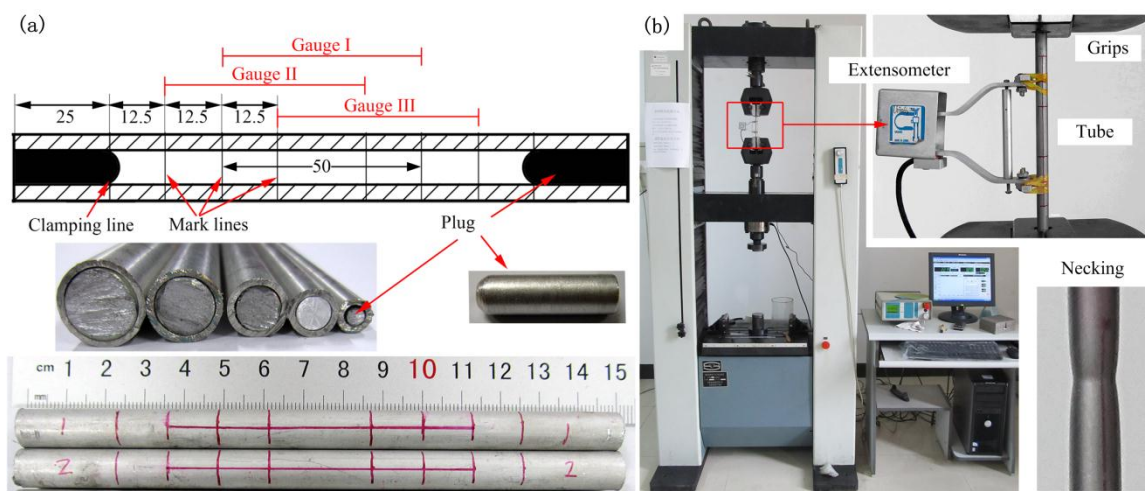 (a)
Gauge I
Gauge II
Gauge III
25
12.5
12.5
12.5
50
Clamping line
Mark lines
Plug
cm 1 2 3 4 5 6 7 8 9 10 11 12 13 14 15
mm
1
1
2
2
(b)
Extensometer
Grips
Tube
Necking